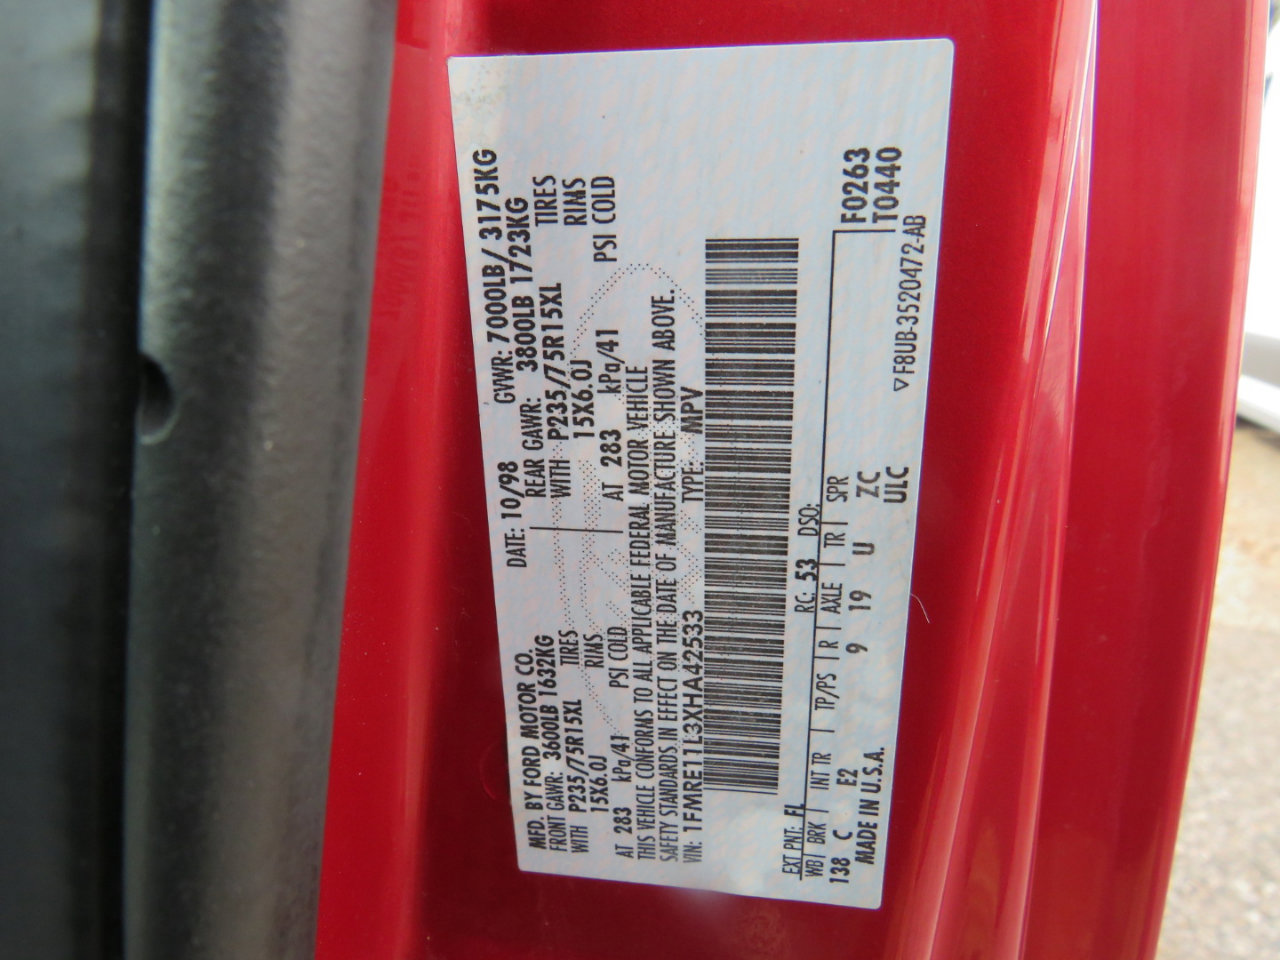 MFD. BY FORD MOTOR CO.
DATE: 10/98
GVWR: 7000LB/ 3175KG
FRONT GAWR: 3600LB 1632KG
REAR GAWR: 3800LB 1723KG
WITH P235/75R15XL TIRES
WITH P235/75R15XL TIRES
15X6.0J RIMS
15X6.0J RIMS
AT 283 kPa/41 PSI COLD
AT 283 kPa/41 PSI COLD
THIS VEHICLE CONFORMS TO ALL APPLICABLE FEDERAL MOTOR VEHICLE
SAFETY STANDARDS IN EFFECT ON THE DATE OF MANUFACTURE SHOWN ABOVE.
VIN: 1FMRE11L3XHA42533 TYPE: MPV
EXT PNT: FL RC: 53 DSO:
F0263
WB BRK INT TR TP/PS R AXLE TR SPR
T0440
138 C E2 9 19 U ZC
MADE IN U.S.A. ULC
▽F8UB-3520472-AB